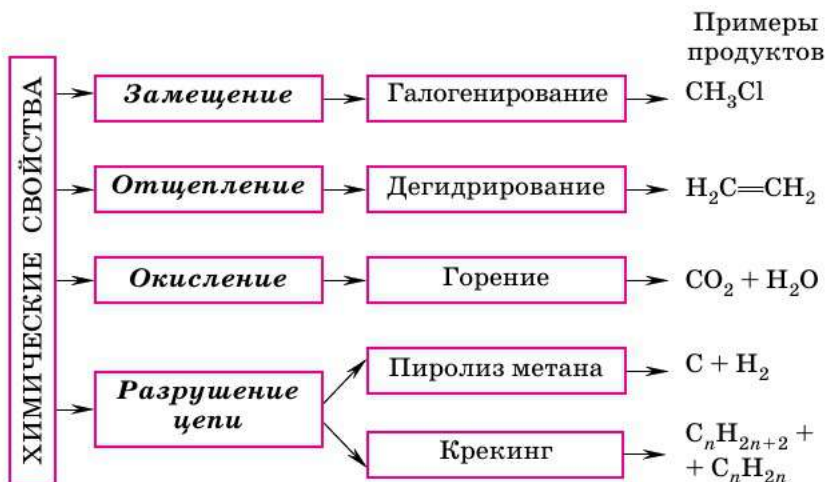 Примеры
продуктов
ХИМИЧЕСКИЕ СВОЙСТВА
Замещение
Галогенирование
CH₃Cl
Отщепление
Дегидрирование
H₂C=CH₂
Окисление
Горение
CO₂ + H₂O
Разрушение
цепи
Пиролиз метана
C + H₂
Крекинг
CₙH₂ₙ₊₂ +
+ CₙH₂ₙ